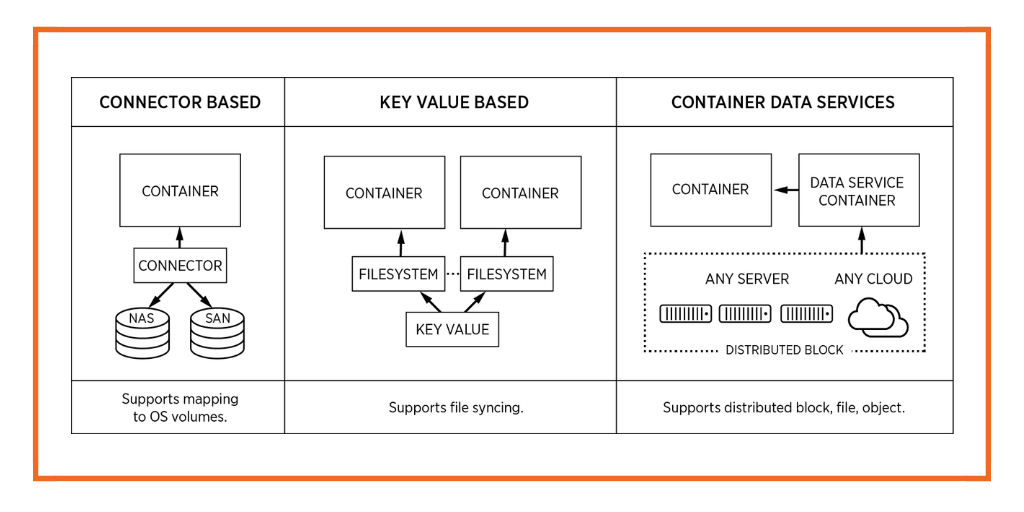 CONNECTOR BASED
KEY VALUE BASED
CONTAINER DATA SERVICES
CONTAINER
CONNECTOR
NAS
SAN
CONTAINER
CONTAINER
FILESYSTEM
FILESYSTEM
KEY VALUE
CONTAINER
DATA SERVICE
CONTAINER
ANY SERVER
ANY CLOUD
DISTRIBUTED BLOCK
Supports mapping
to OS volumes.
Supports file syncing.
Supports distributed block, file, object.